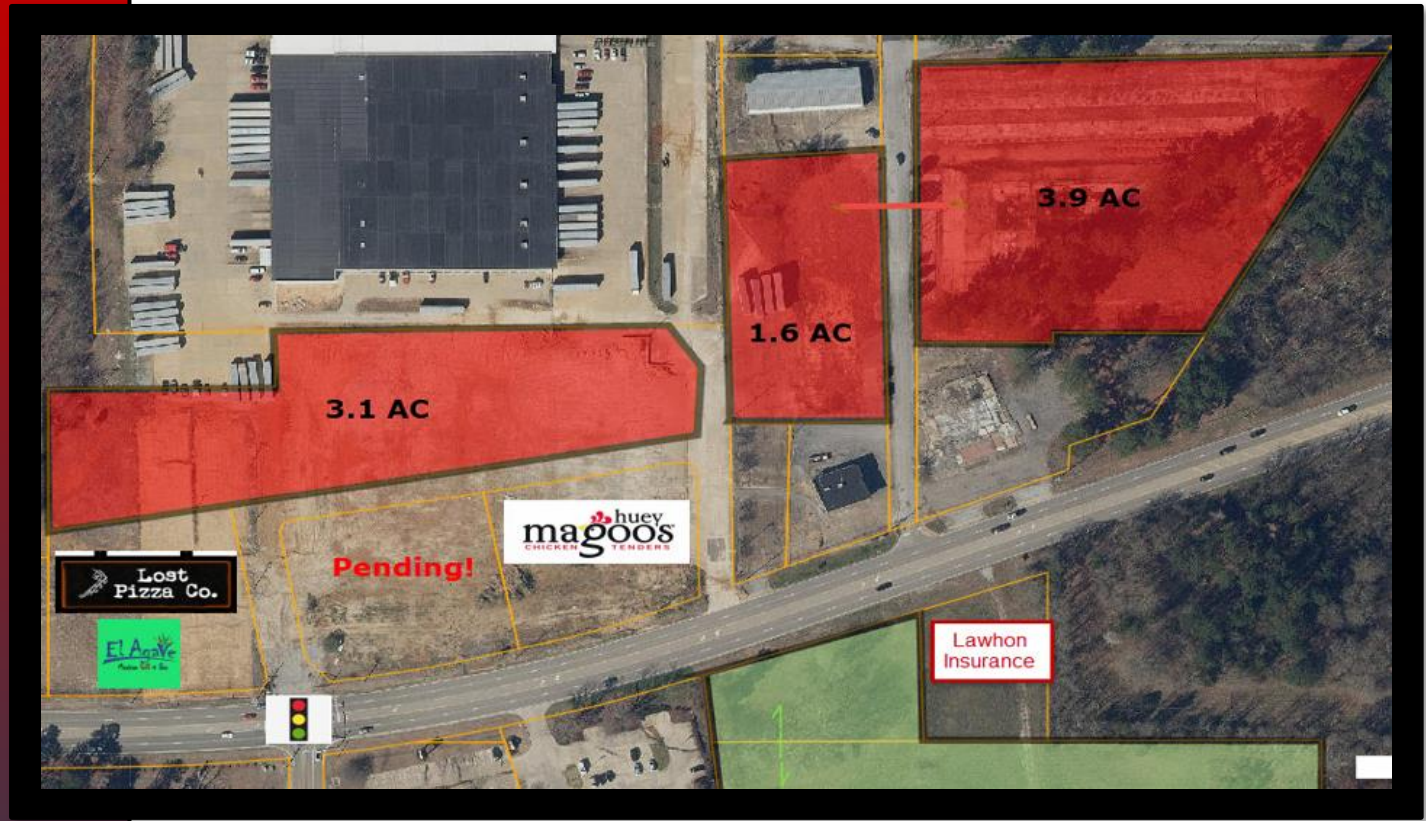 3.9 AC
1.6 AC
3.1 AC
huey
magoos
CHICKEN TENDERS
Pending!
Lost
Pizza Co.
El Agave
Lawhon
Insurance